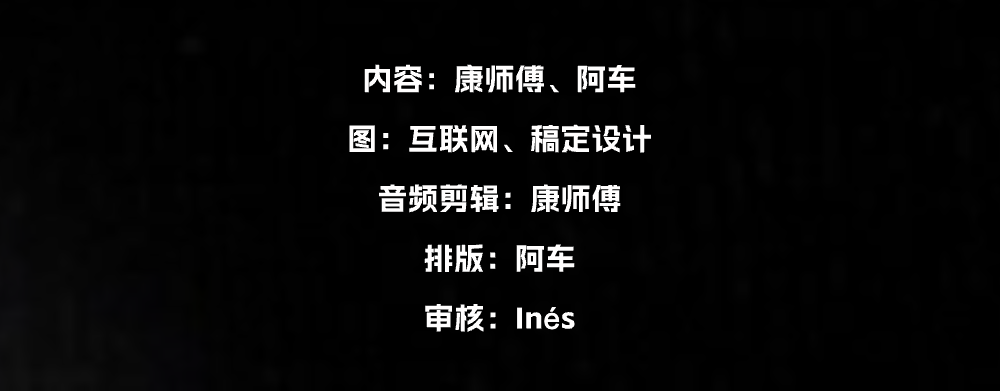 内容：康师傅、阿车
图：互联网、稿定设计
音频剪辑：康师傅
排版：阿车
审核：Inés